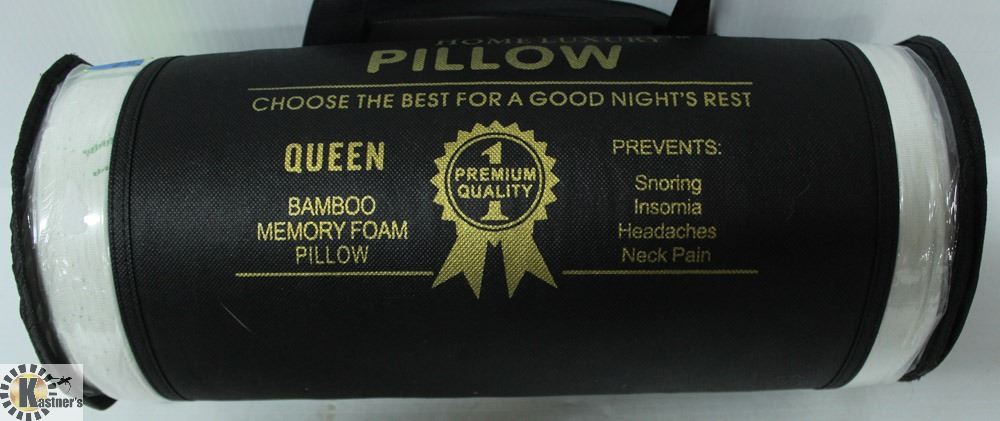 HOME LUXURY
PILLOW
CHOOSE THE BEST FOR A GOOD NIGHT'S REST
QUEEN
BAMBOO
MEMORY FOAM
PILLOW
1
PREMIUM
QUALITY
PREVENTS:
Snoring
Insomia
Headaches
Neck Pain
Kastner's